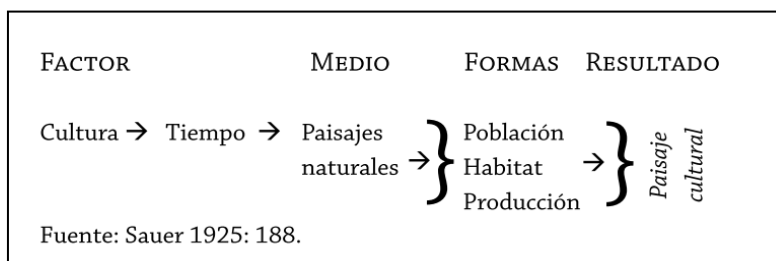 FACTOR MEDIO FORMAS RESULTADO
Cultura → Tiempo → Paisajes naturales → } Población
Habitat
Producción → } Paisaje cultural
Fuente: Sauer 1925: 188.